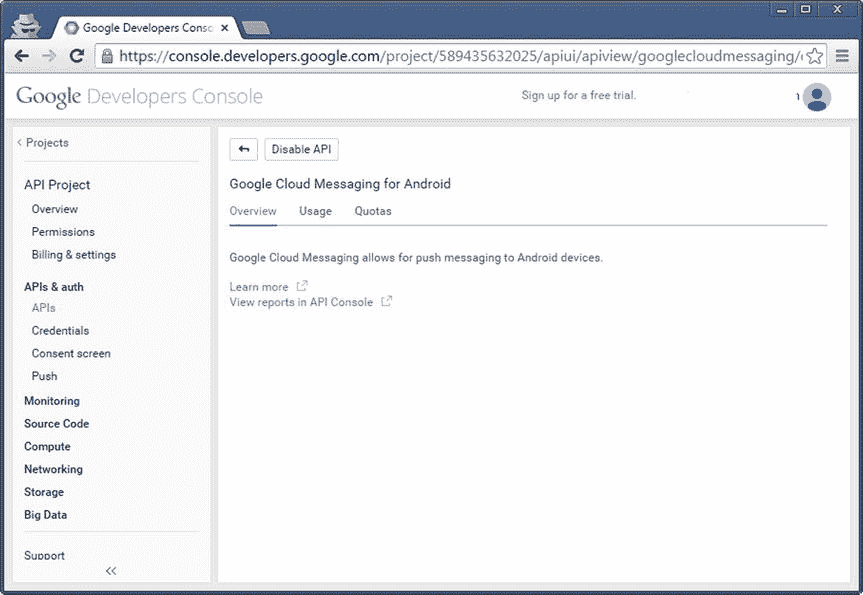 Google Developers Conso
https://console.developers.google.com/project/589435632025/apiui/apiview/googlecloudmessaging/
Google Developers Console
Sign up for a free trial.
1
Projects
API Project
Overview
Permissions
Billing & settings
APIs & auth
APIs
Credentials
Consent screen
Push
Monitoring
Source Code
Compute
Networking
Storage
Big Data
Support
Disable API
Google Cloud Messaging for Android
Overview Usage Quotas
Google Cloud Messaging allows for push messaging to Android devices.
Learn more
View reports in API Console